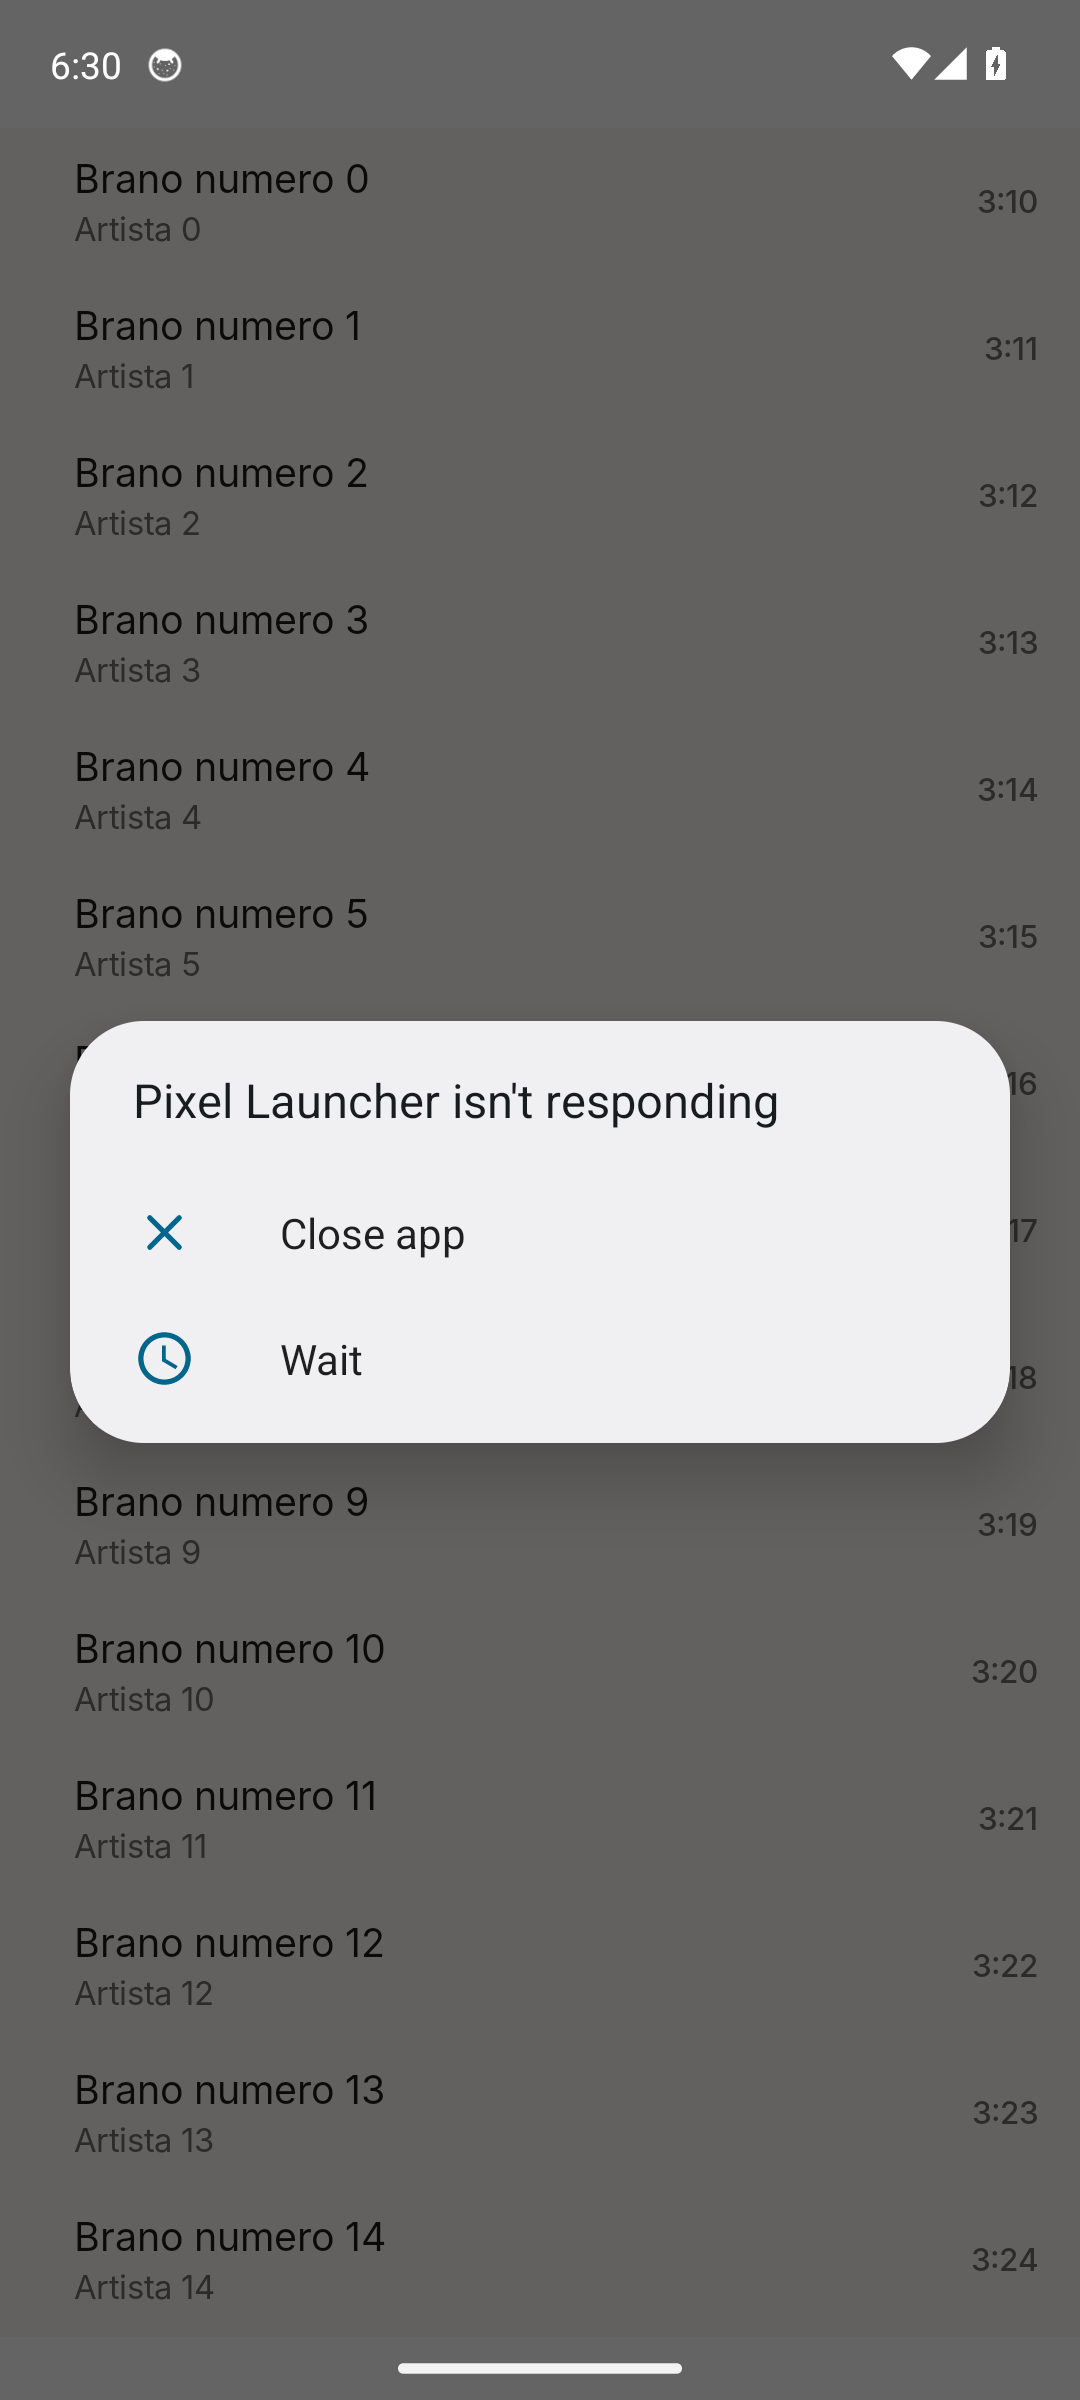 6:30
Brano numero 0
Artista 0
3:10
Brano numero 1
Artista 1
3:11
Brano numero 2
Artista 2
3:12
Brano numero 3
Artista 3
3:13
Brano numero 4
Artista 4
3:14
Brano numero 5
Artista 5
3:15
16
Pixel Launcher isn't responding
Close app
17
Wait
18
Brano numero 9
Artista 9
3:19
Brano numero 10
Artista 10
3:20
Brano numero 11
Artista 11
3:21
Brano numero 12
Artista 12
3:22
Brano numero 13
Artista 13
3:23
Brano numero 14
Artista 14
3:24